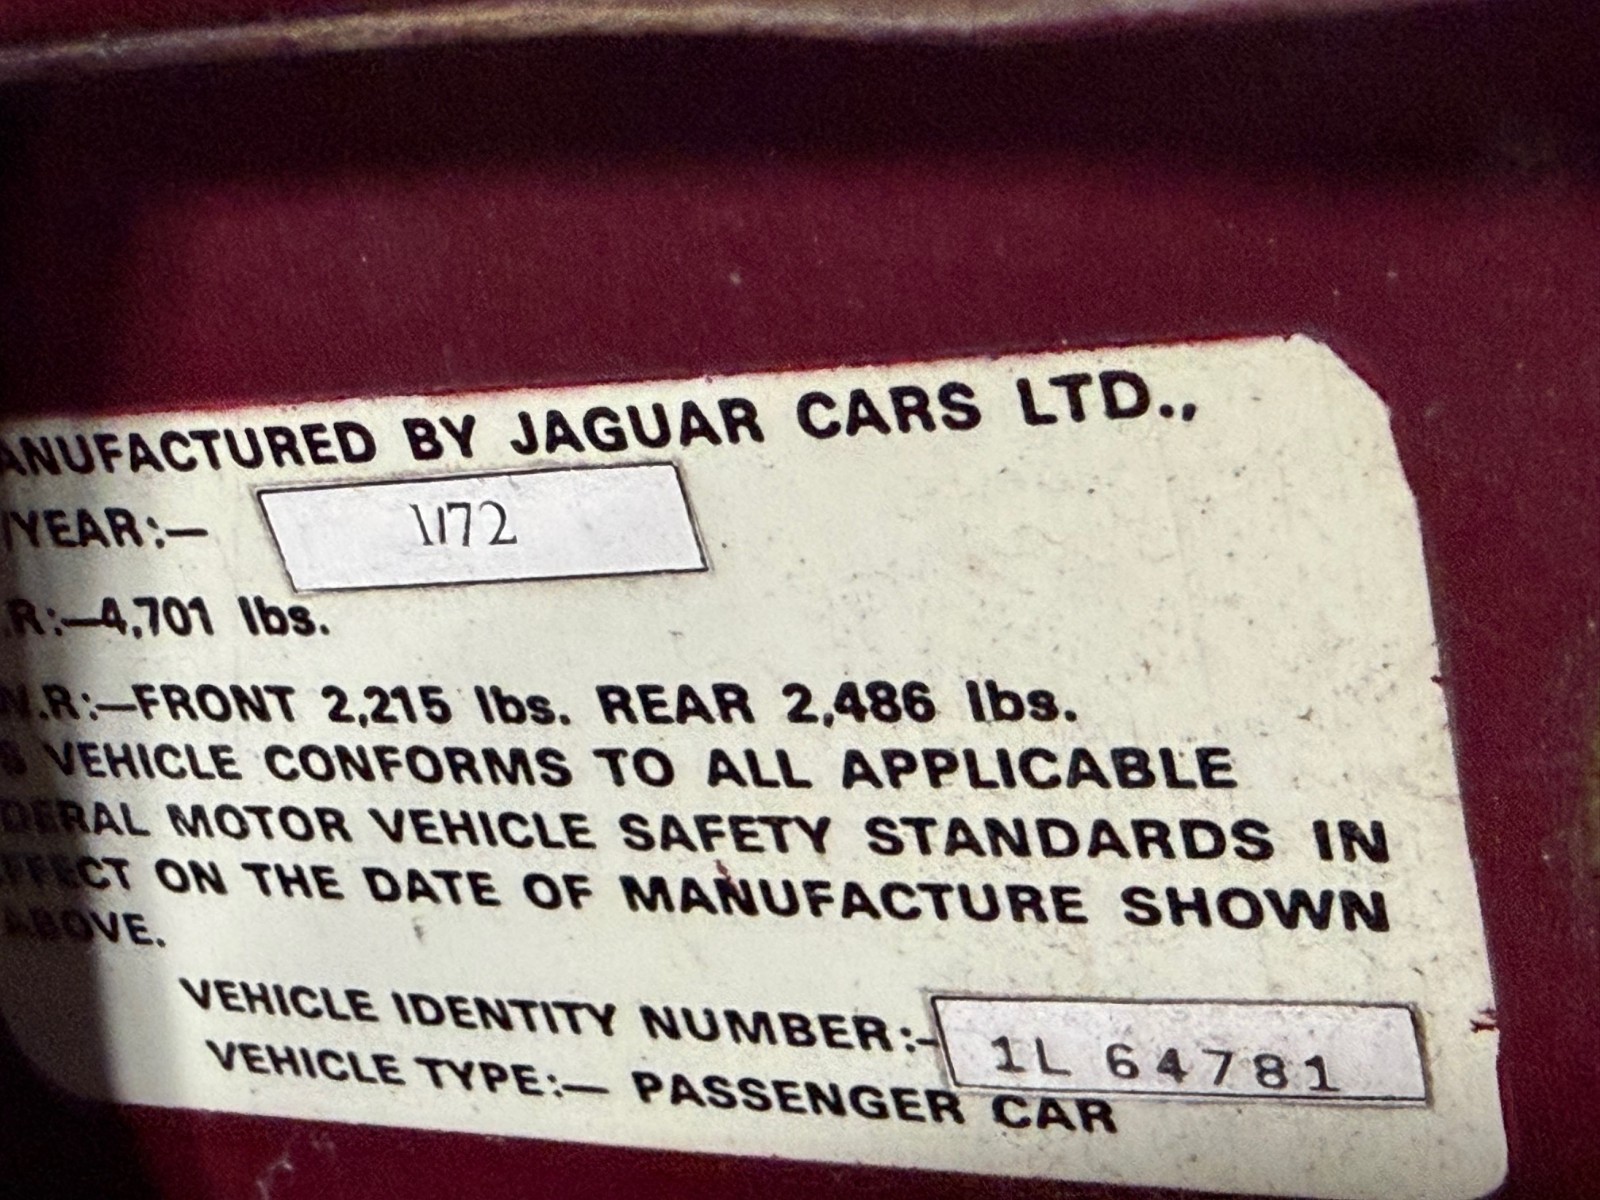 ANUFACTURED BY JAGUAR CARS LTD.,
/YEAR:— 1/72
.R:—4,701 lbs.
W.R:—FRONT 2,215 lbs. REAR 2,486 lbs.
S VEHICLE CONFORMS TO ALL APPLICABLE
DERAL MOTOR VEHICLE SAFETY STANDARDS IN
FFECT ON THE DATE OF MANUFACTURE SHOWN
ABOVE.
VEHICLE IDENTITY NUMBER:- 1L 64781
VEHICLE TYPE:— PASSENGER CAR